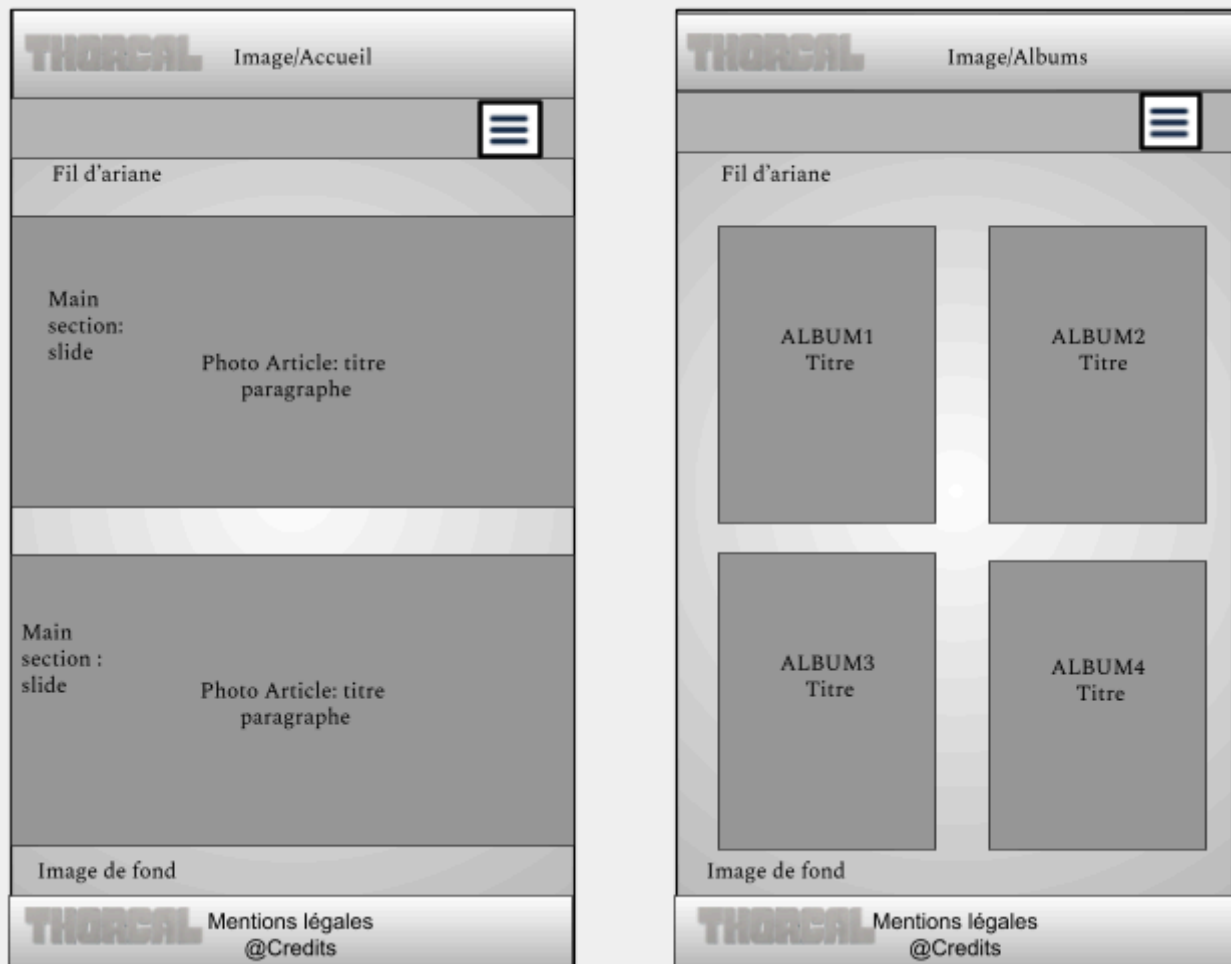 THORGAL
Image/Accueil
Fil d'ariane
Main
section:
slide
Photo Article: titre
paragraphe
Main
section :
slide
Photo Article: titre
paragraphe
Image de fond
THORGAL
Mentions légales
@Credits
THORGAL
Image/Albums
Fil d'ariane
ALBUM1
Titre
ALBUM2
Titre
ALBUM3
Titre
ALBUM4
Titre
Image de fond
THORGAL
Mentions légales
@Credits